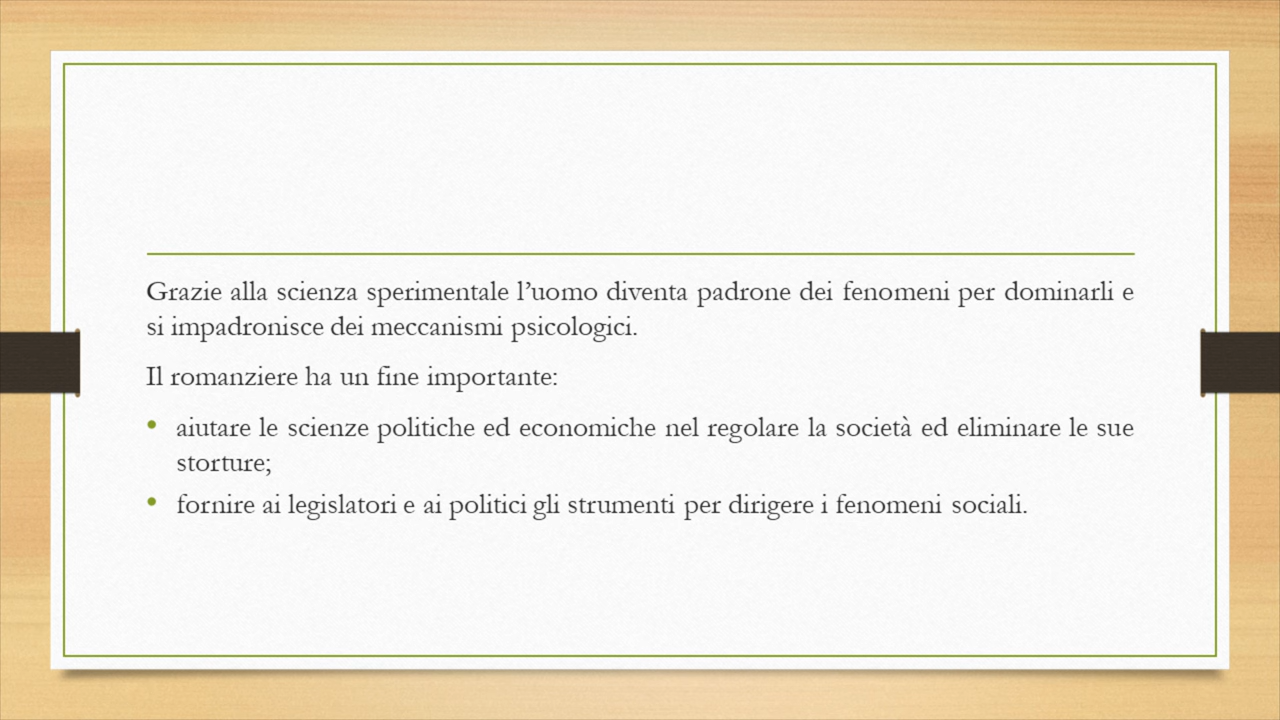 Grazie alla scienza sperimentale l’uomo diventa padrone dei fenomeni per dominarli e
si impadronisce dei meccanismi psicologici.
Il romanziere ha un fine importante:
• aiutare le scienze politiche ed economiche nel regolare la società ed eliminare le sue
storture;
• fornire ai legislatori e ai politici gli strumenti per dirigere i fenomeni sociali.